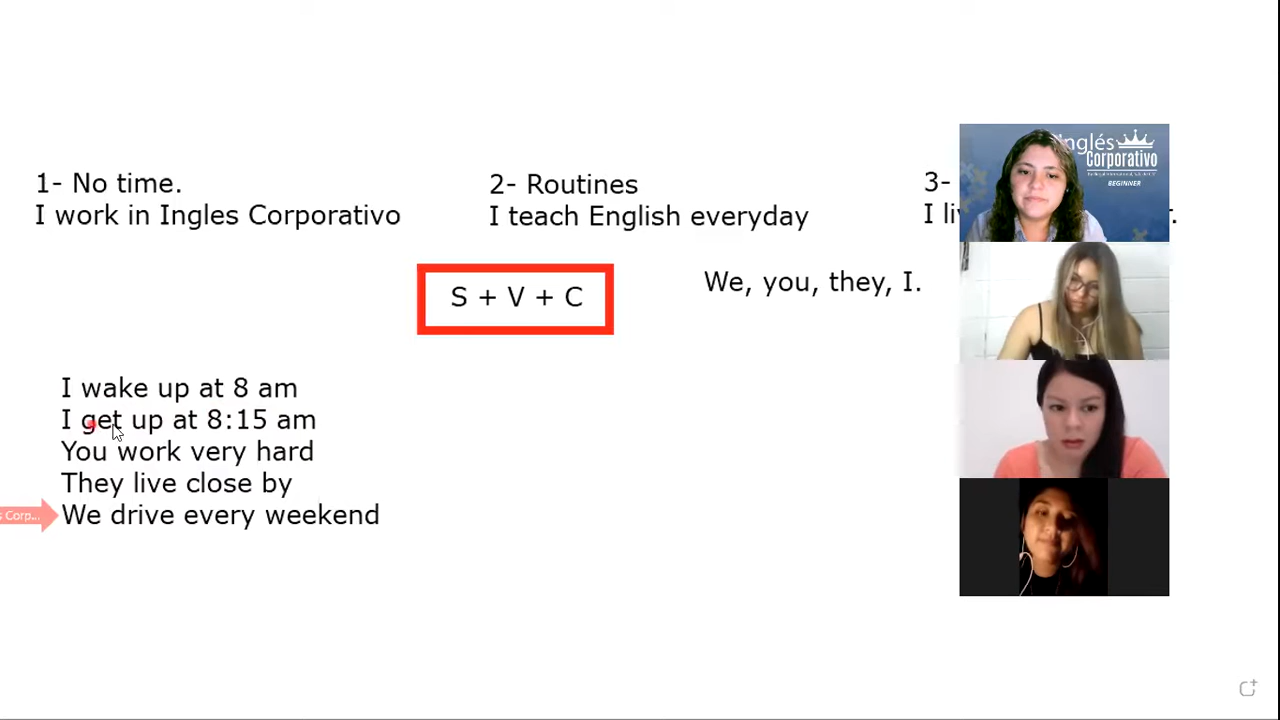 1- No time.
I work in Ingles Corporativo
2- Routines
I teach English everyday
3-
I
S + V + C
We, you, they, I.
I wake up at 8 am
I get up at 8:15 am
You work very hard
They live close by
We drive every weekend
Corp...
Inglés
Corporativo
BEGINNER